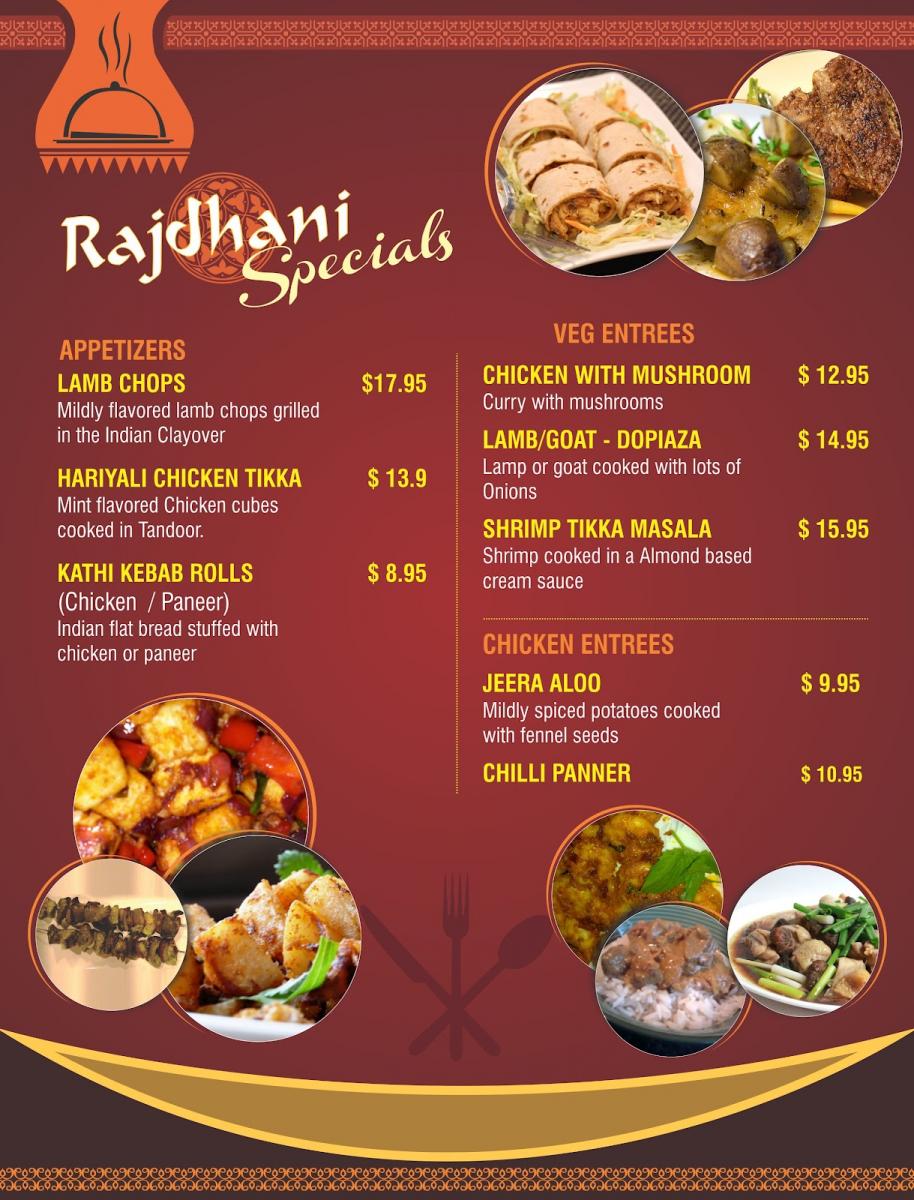 Rajdhani
Specials
APPETIZERS
LAMB CHOPS $17.95
Mildly flavored lamb chops grilled
in the Indian Clayover
HARIYALI CHICKEN TIKKA $ 13.9
Mint flavored Chicken cubes
cooked in Tandoor.
KATHI KEBAB ROLLS $ 8.95
(Chicken / Paneer)
Indian flat bread stuffed with
chicken or paneer
VEG ENTREES
CHICKEN WITH MUSHROOM $ 12.95
Curry with mushrooms
LAMB/GOAT - DOPIAZA $ 14.95
Lamp or goat cooked with lots of
Onions
SHRIMP TIKKA MASALA $ 15.95
Shrimp cooked in a Almond based
cream sauce
CHICKEN ENTREES
JEERA ALOO $ 9.95
Mildly spiced potatoes cooked
with fennel seeds
CHILLI PANNER $ 10.95